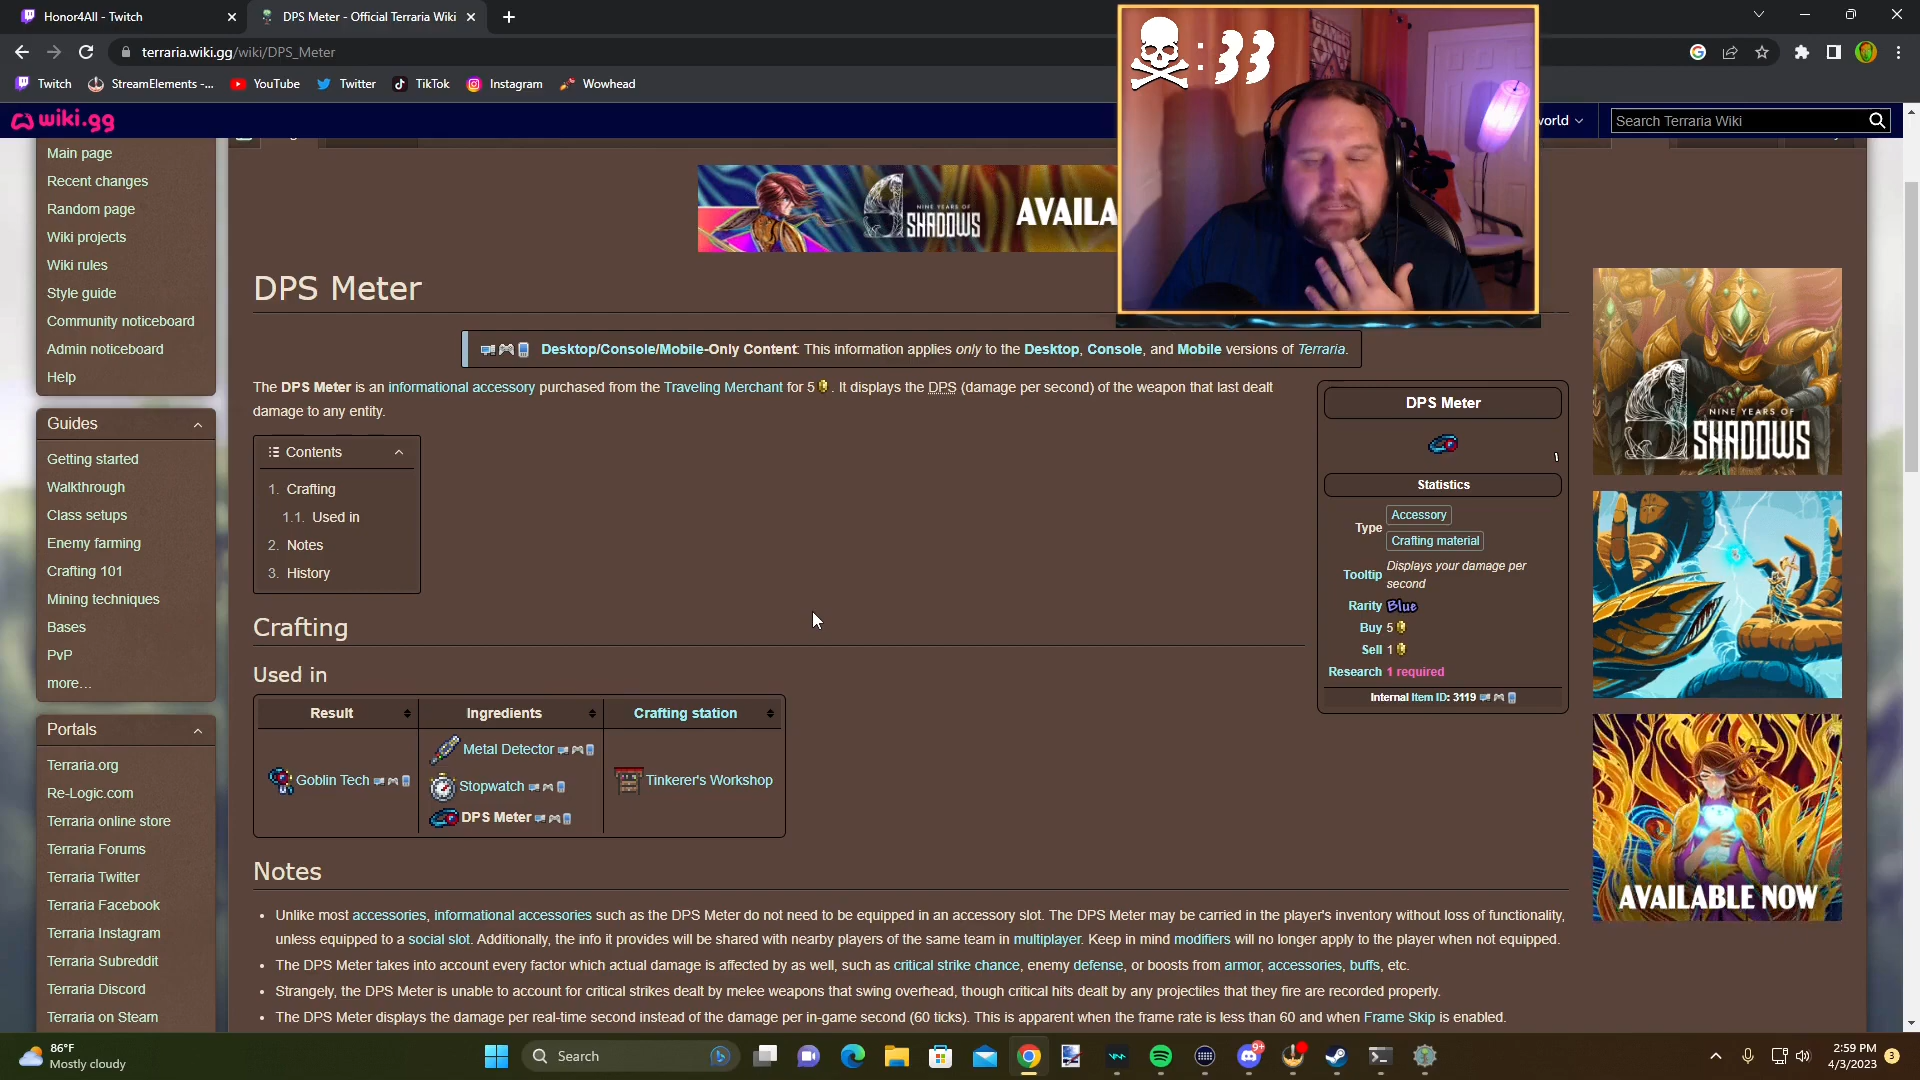 Honor4All - Twitch
DPS Meter - Official Terraria Wiki
terraria.wiki.gg/wiki/DPS_Meter
Twitch
StreamElements -...
YouTube
Twitter
TikTok
Instagram
Wowhead
: 33
wiki.gg
Search Terraria Wiki
Main page
Recent changes
Random page
Wiki projects
Wiki rules
Style guide
Community noticeboard
Admin noticeboard
Help
Guides
Getting started
Walkthrough
Class setups
Enemy farming
Crafting 101
Mining techniques
Bases
PvP
more...
Portals
Terraria.org
Re-Logic.com
Terraria online store
Terraria Forums
Terraria Twitter
Terraria Facebook
Terraria Instagram
Terraria Subreddit
Terraria Discord
Terraria on Steam
NINE YEARS OF
SHADOWS
AVAILA
DPS Meter
Desktop/Console/Mobile-Only Content: This information applies only to the Desktop, Console, and Mobile versions of Terraria.
The DPS Meter is an informational accessory purchased from the Traveling Merchant for 5. It displays the DPS (damage per second) of the weapon that last dealt
damage to any entity.
Contents
1. Crafting
1.1. Used in
2. Notes
3. History
Crafting
Used in
Result
Ingredients
Crafting station
Goblin Tech
Metal Detector
Stopwatch
DPS Meter
Tinkerer's Workshop
Notes
• Unlike most accessories, informational accessories such as the DPS Meter do not need to be equipped in an accessory slot. The DPS Meter may be carried in the player's inventory without loss of functionality,
unless equipped to a social slot. Additionally, the info it provides will be shared with nearby players of the same team in multiplayer. Keep in mind modifiers will no longer apply to the player when not equipped.
• The DPS Meter takes into account every factor which actual damage is affected by as well, such as critical strike chance, enemy defense, or boosts from armor, accessories, buffs, etc.
• Strangely, the DPS Meter is unable to account for critical strikes dealt by melee weapons that swing overhead, though critical hits dealt by any projectiles that they fire are recorded properly.
• The DPS Meter displays the damage per real-time second instead of the damage per in-game second (60 ticks). This is apparent when the frame rate is less than 60 and when Frame Skip is enabled.
DPS Meter
1
Statistics
Type Accessory
Crafting material
Tooltip Displays your damage per
second
Rarity Blue
Buy 5
Sell 1
Research 1 required
Internal Item ID: 3119
NINE YEARS OF
SHADOWS
AVAILABLE NOW
86°F
Mostly cloudy
Search
9+
2:59 PM
4/3/2023
3